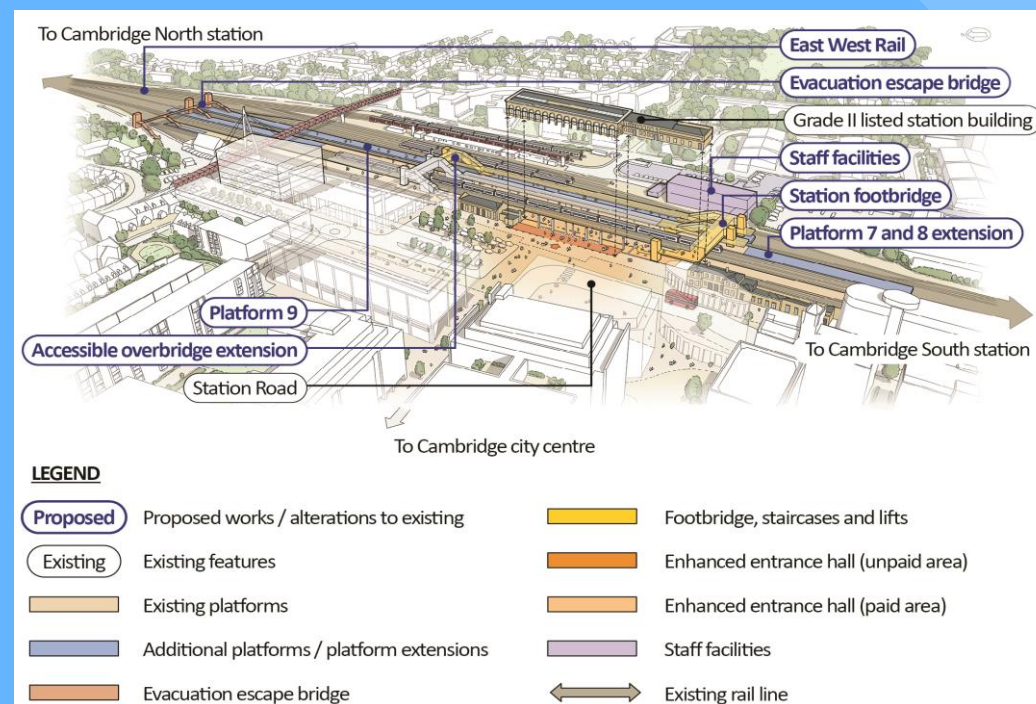 To Cambridge North station
East West Rail
Evacuation escape bridge
Grade II listed station building
Staff facilities
Station footbridge
Platform 7 and 8 extension
Platform 9
Accessible overbridge extension
Station Road
To Cambridge South station
To Cambridge city centre
LEGEND
Proposed Proposed works / alterations to existing
Existing Existing features
Existing platforms
Additional platforms / platform extensions
Evacuation escape bridge
Footbridge, staircases and lifts
Enhanced entrance hall (unpaid area)
Enhanced entrance hall (paid area)
Staff facilities
Existing rail line